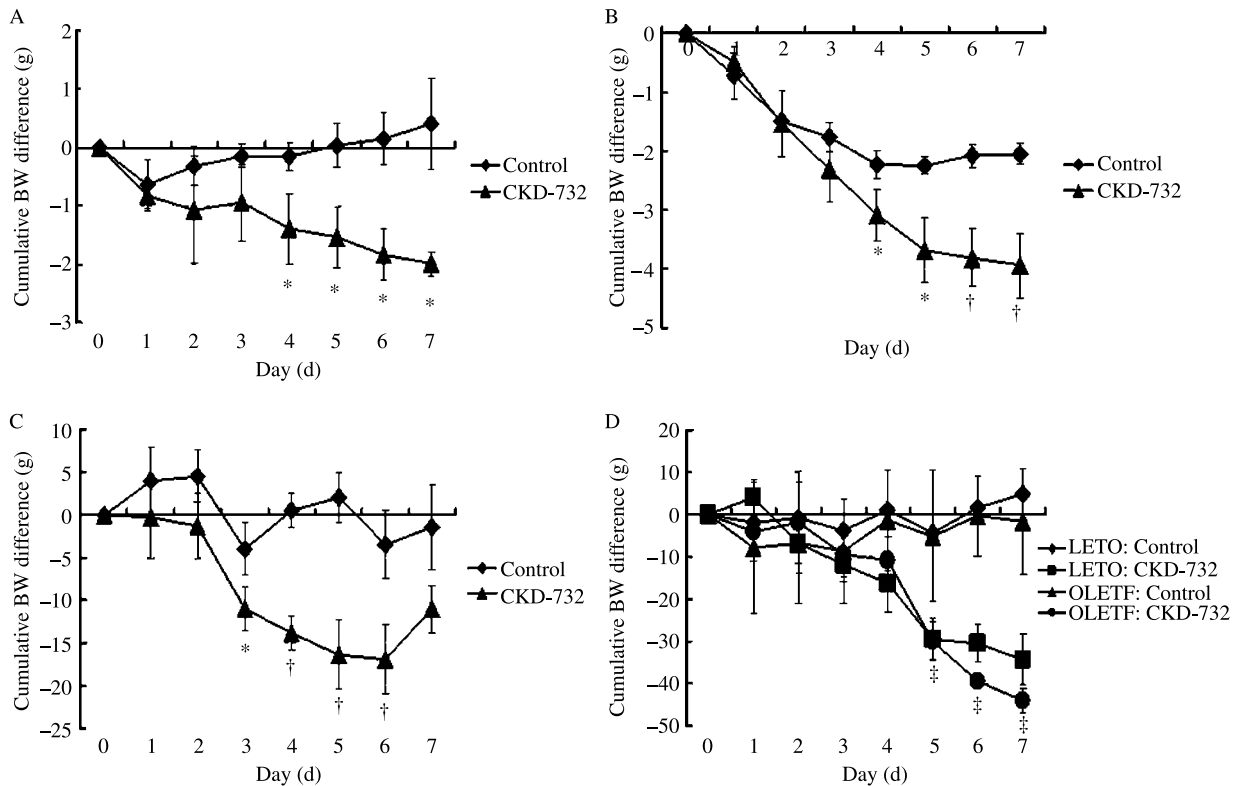 A
Cumulative BW difference (g)
2
1
0
−1
−2
−3
* * * *
0 1 2 3 4 5 6 7
Day (d)
Control
CKD-732
B
Cumulative BW difference (g)
0
−1
−2
−3
−4
−5
0 1 2 3 4 5 6 7
* * † †
Day (d)
Control
CKD-732
C
Cumulative BW difference (g)
10
5
0
−5
−10
−15
−20
−25
* † † †
0 1 2 3 4 5 6 7
Day (d)
Control
CKD-732
D
Cumulative BW difference (g)
20
10
0
−10
−20
−30
−40
−50
‡ ‡ ‡
0 1 2 3 4 5 6 7
Day (d)
LETO: Control
LETO: CKD-732
OLETF: Control
OLETF: CKD-732